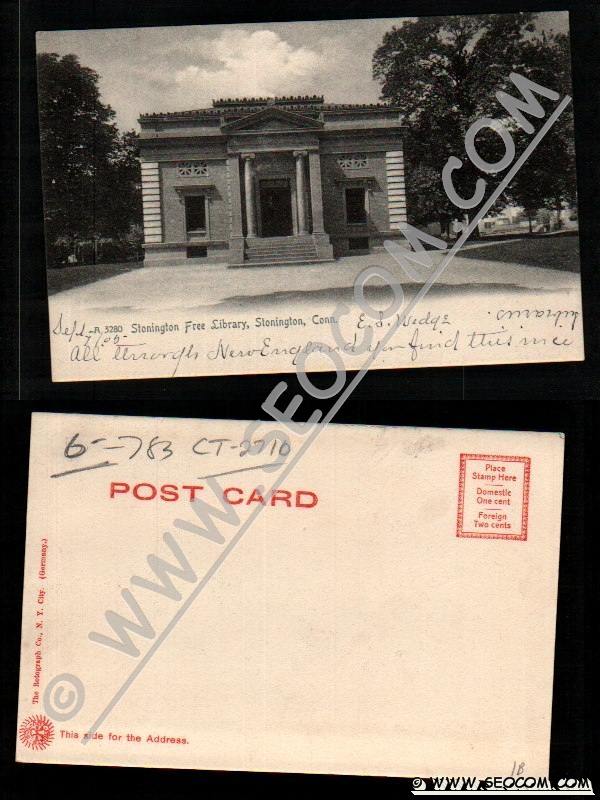 A, 3280 Stonington Free Library, Stonington, Conn.
Sept 7/05- E. S. Wedge
All through New England you find this nice
libraries
© WWW.SEOCOM.COM
6--783 CT-2710
POST CARD
Place
Stamp Here
Domestic
One cent
Foreign
Two cents
The Rotograph Co., N. Y. City. (Germany.)
This side for the Address.
1B
© WWW.SEOCOM.COM